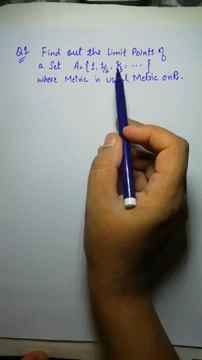 Q1 Find out the Limit Points of
a Set A = { 1, 1/2, 1/3, ... }
where Metric is usual Metric on R.